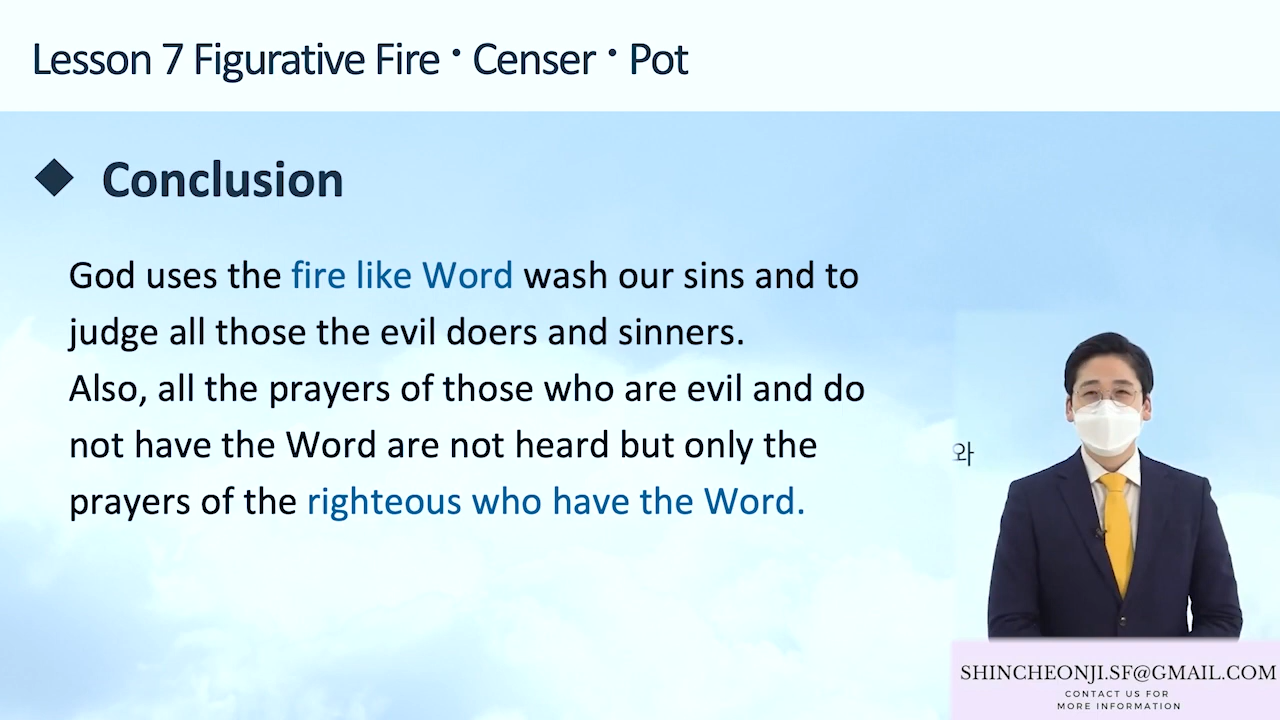 Lesson 7 Figurative Fire • Censer • Pot
Conclusion
God uses the fire like Word wash our sins and to
judge all those the evil doers and sinners.
Also, all the prayers of those who are evil and do
not have the Word are not heard but only the
prayers of the righteous who have the Word.
와
SHINCHEONJI.SF@GMAIL.COM
CONTACT US FOR
MORE INFORMATION